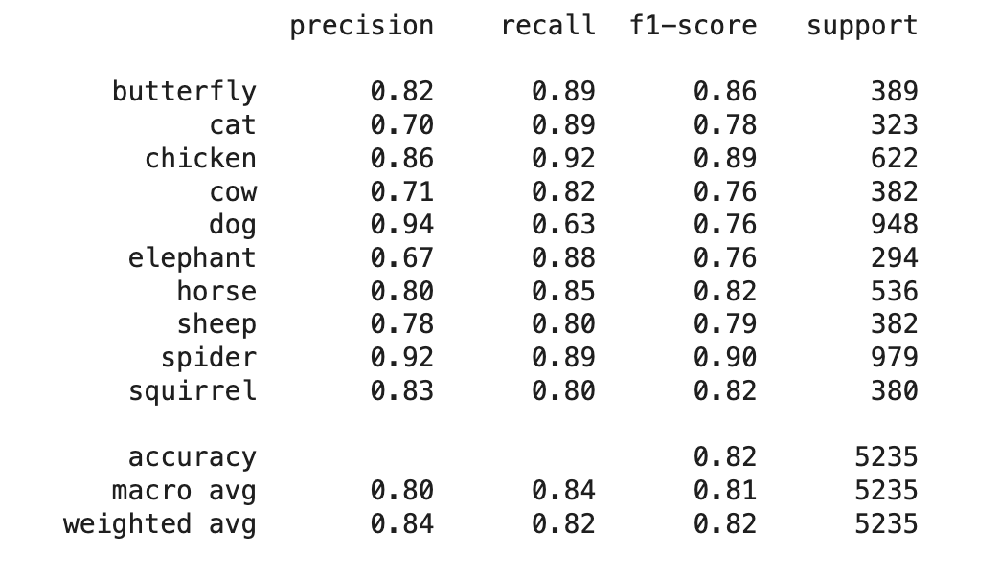 precision recall f1-score support
butterfly 0.82 0.89 0.86 389
cat 0.70 0.89 0.78 323
chicken 0.86 0.92 0.89 622
cow 0.71 0.82 0.76 382
dog 0.94 0.63 0.76 948
elephant 0.67 0.88 0.76 294
horse 0.80 0.85 0.82 536
sheep 0.78 0.80 0.79 382
spider 0.92 0.89 0.90 979
squirrel 0.83 0.80 0.82 380
accuracy 0.82 5235
macro avg 0.80 0.84 0.81 5235
weighted avg 0.84 0.82 0.82 5235